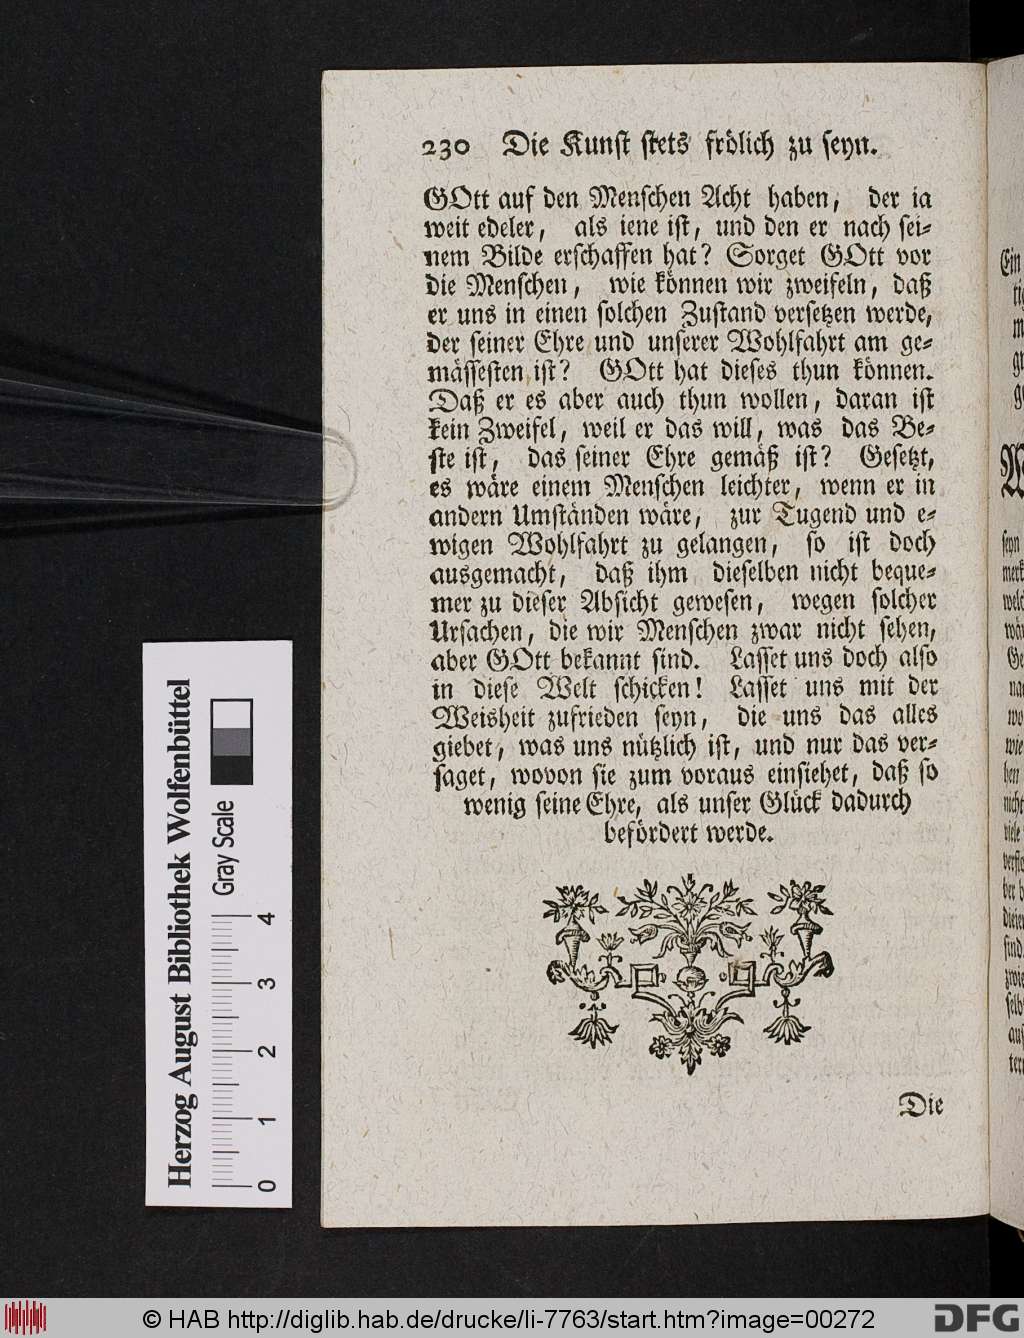 230 Die Kunst stets frölich zu seyn.
GOtt auf den Menschen Acht haben, der ia
weit edeler, als iene ist, und den er nach sei-
nem Bilde erschaffen hat? Sorget GOtt vor
die Menschen, wie können wir zweifeln, daß
er uns in einen solchen Zustand versetzen werde,
der seiner Ehre und unserer Wohlfahrt am ge-
mässesten ist? GOtt hat dieses thun können.
Daß er es aber auch thun wollen, daran ist
kein Zweifel, weil er das will, was das Be-
ste ist, das seiner Ehre gemäß ist? Gesetzt,
es wäre einem Menschen leichter, wenn er in
andern Umständen wäre, zur Tugend und e-
wigen Wohlfahrt zu gelangen, so ist doch
ausgemacht, daß ihm dieselben nicht beque-
mer zu dieser Absicht gewesen, wegen solcher
Ursachen, die wir Menschen zwar nicht sehen,
aber GOtt bekannt sind. Lasset uns doch also
in diese Welt schicken! Lasset uns mit der
Weisheit zufrieden seyn, die uns das alles
giebet, was uns nützlich ist, und nur das ver-
saget, wovon sie zum voraus einsiehet, daß so
wenig seine Ehre, als unser Glück dadurch
befördert werde.
Die
Herzog August Bibliothek Wolfenbüttel
Gray Scale
0 1 2 3 4
© HAB http://diglib.hab.de/drucke/li-7763/start.htm?image=00272
DFG